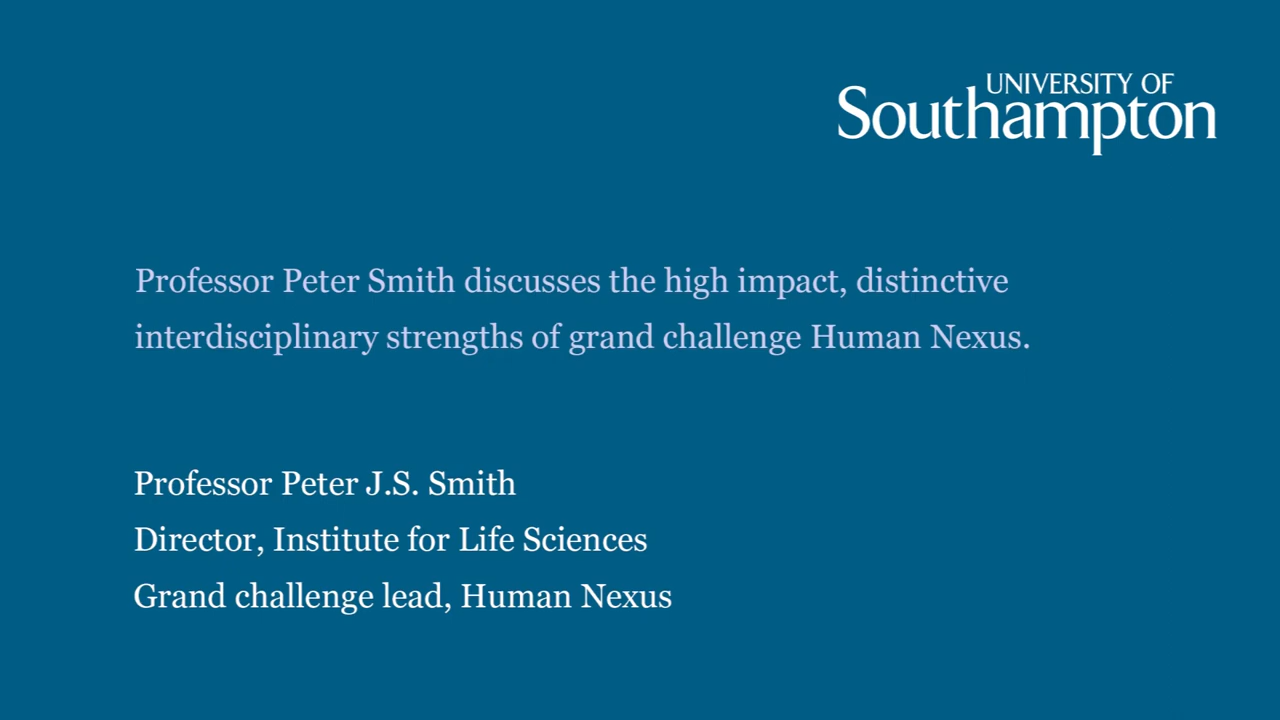 UNIVERSITY OF
Southampton
Professor Peter Smith discusses the high impact, distinctive
interdisciplinary strengths of grand challenge Human Nexus.
Professor Peter J.S. Smith
Director, Institute for Life Sciences
Grand challenge lead, Human Nexus